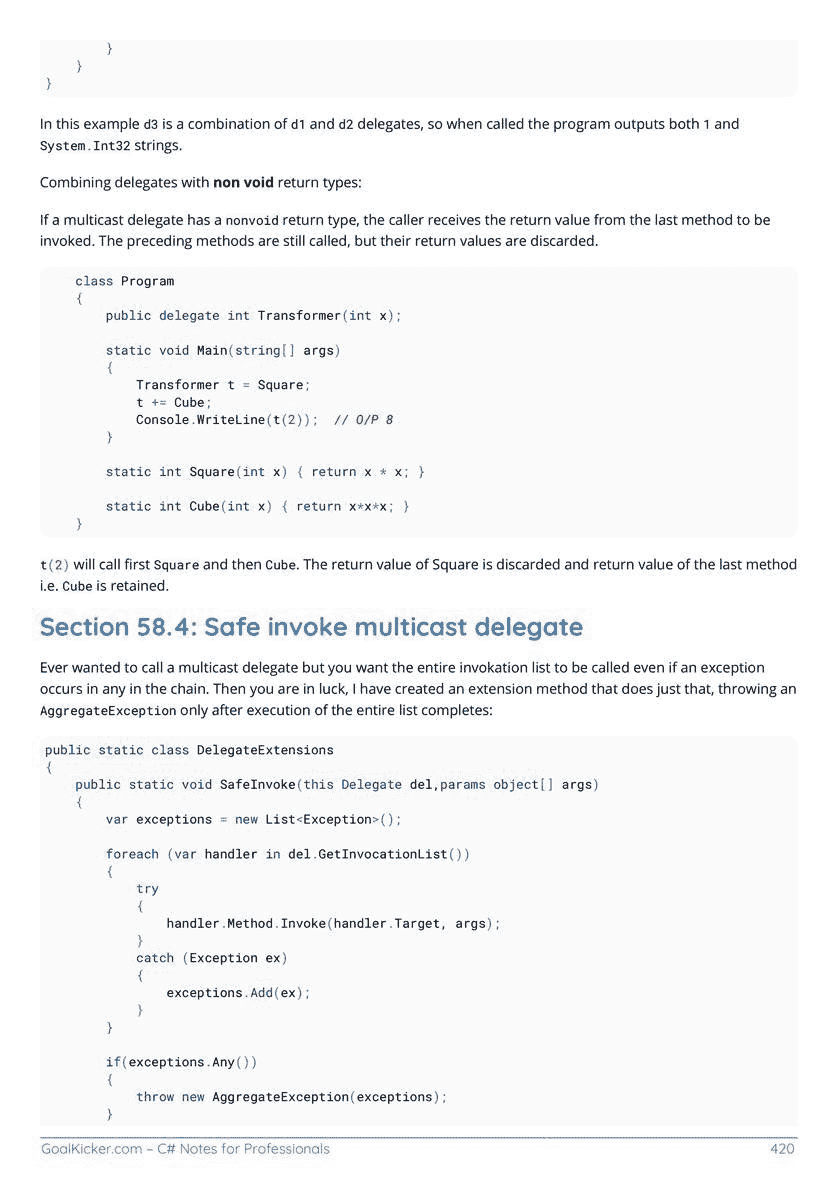 }
    }
}
In this example d3 is a combination of d1 and d2 delegates, so when called the program outputs both 1 and
System.Int32 strings.
Combining delegates with non void return types:
If a multicast delegate has a nonvoid return type, the caller receives the return value from the last method to be
invoked. The preceding methods are still called, but their return values are discarded.
    class Program
    {
        public delegate int Transformer(int x);
        static void Main(string[] args)
        {
            Transformer t = Square;
            t += Cube;
            Console.WriteLine(t(2));  // O/P 8
        }
        static int Square(int x) { return x * x; }
        static int Cube(int x) { return x*x*x; }
    }
t(2) will call first Square and then Cube. The return value of Square is discarded and return value of the last method
i.e. Cube is retained.
Section 58.4: Safe invoke multicast delegate
Ever wanted to call a multicast delegate but you want the entire invokation list to be called even if an exception
occurs in any in the chain. Then you are in luck, I have created an extension method that does just that, throwing an
AggregateException only after execution of the entire list completes:
public static class DelegateExtensions
{
    public static void SafeInvoke(this Delegate del,params object[] args)
    {
        var exceptions = new List<Exception>();
        foreach (var handler in del.GetInvocationList())
        {
            try
            {
                handler.Method.Invoke(handler.Target, args);
            }
            catch (Exception ex)
            {
                exceptions.Add(ex);
            }
        }
        if(exceptions.Any())
        {
            throw new AggregateException(exceptions);
        }
GoalKicker.com – C# Notes for Professionals
420